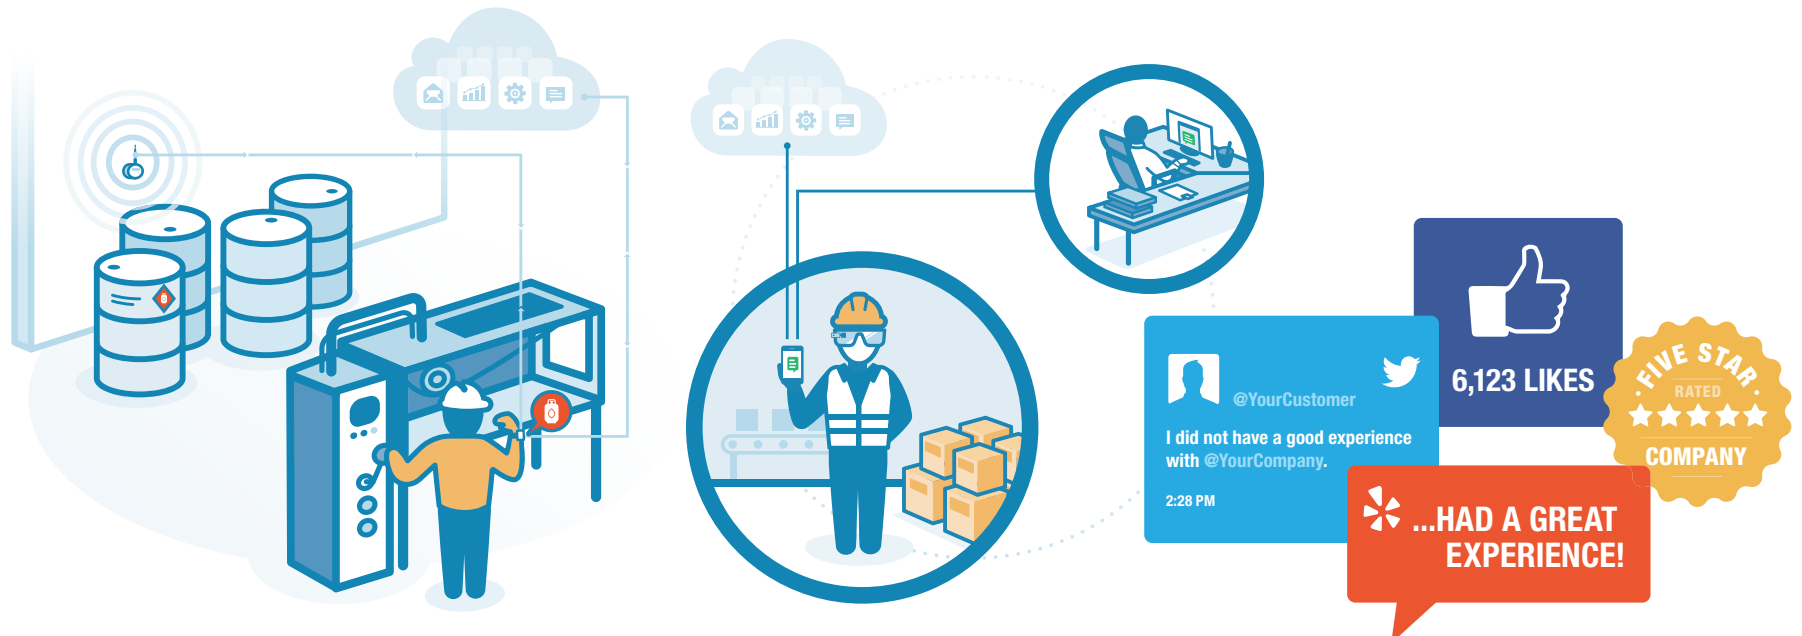 6,123 LIKES
@YourCustomer
I did not have a good experience
with @YourCompany.
2:28 PM
FIVE STAR
RATED
COMPANY
...HAD A GREAT
EXPERIENCE!